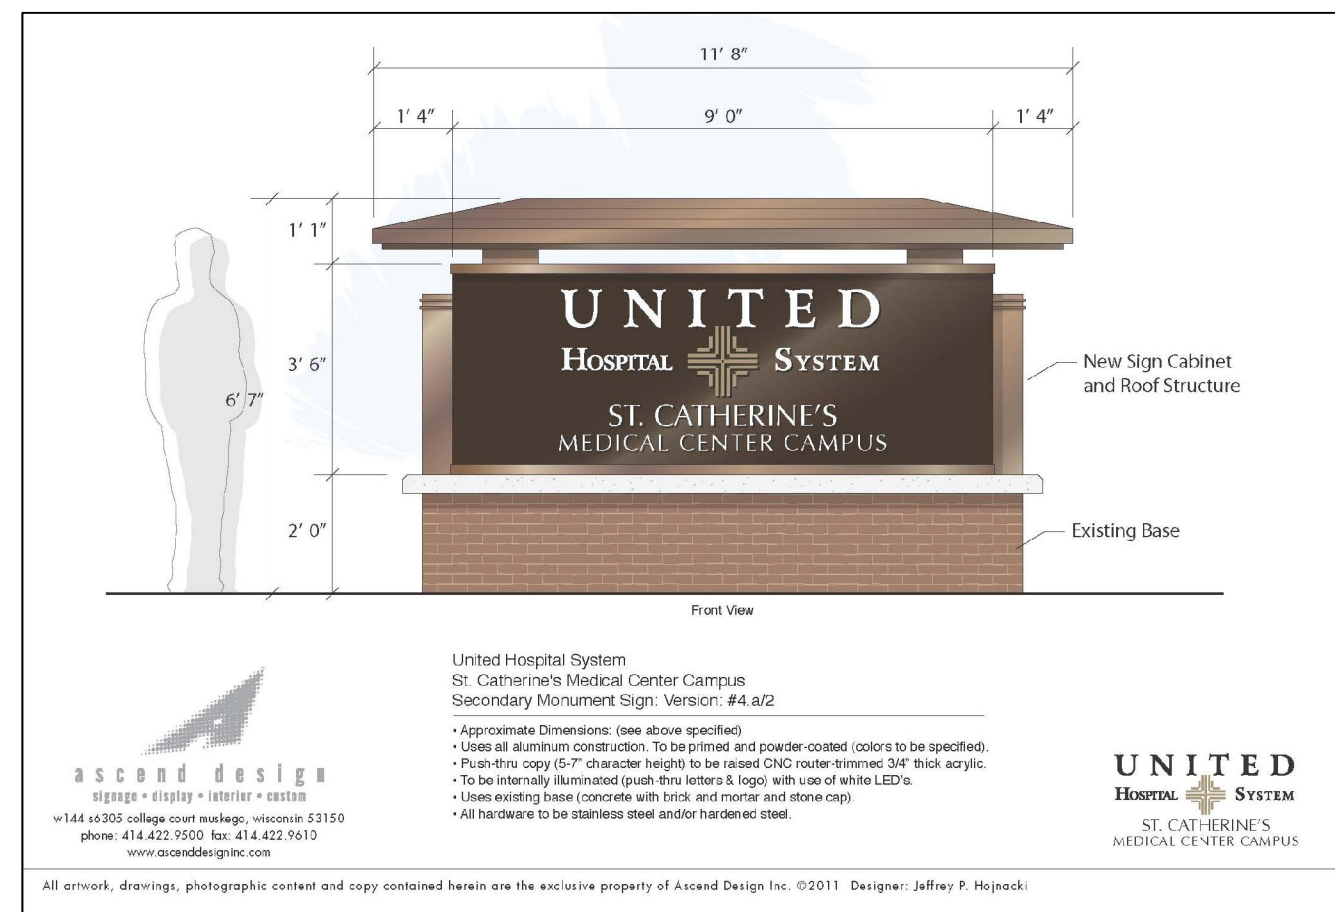 11' 8"
1' 4"
9' 0"
1' 4"
1' 1"
3' 6"
6' 7"
2' 0"
UNITED
HOSPITAL SYSTEM
ST. CATHERINE'S
MEDICAL CENTER CAMPUS
New Sign Cabinet
and Roof Structure
Existing Base
Front View
United Hospital System
St. Catherine's Medical Center Campus
Secondary Monument Sign: Version: #4.a/2
• Approximate Dimensions: (see above specified)
• Uses all aluminum construction. To be primed and powder-coated (colors to be specified).
• Push-thru copy (5-7" character height) to be raised CNC router-trimmed 3/4" thick acrylic.
• To be internally illuminated (push-thru letters & logo) with use of white LED's.
• Uses existing base (concrete with brick and mortar and stone cap).
• All hardware to be stainless steel and/or hardened steel.
ascend design
signage • display • interior • custom
w144 s6305 college court muskego, wisconsin 53150
phone: 414.422.9500 fax: 414.422.9610
www.ascenddesigninc.com
UNITED
HOSPITAL SYSTEM
ST. CATHERINE'S
MEDICAL CENTER CAMPUS
All artwork, drawings, photographic content and copy contained herein are the exclusive property of Ascend Design Inc. ©2011 Designer: Jeffrey P. Hojnacki